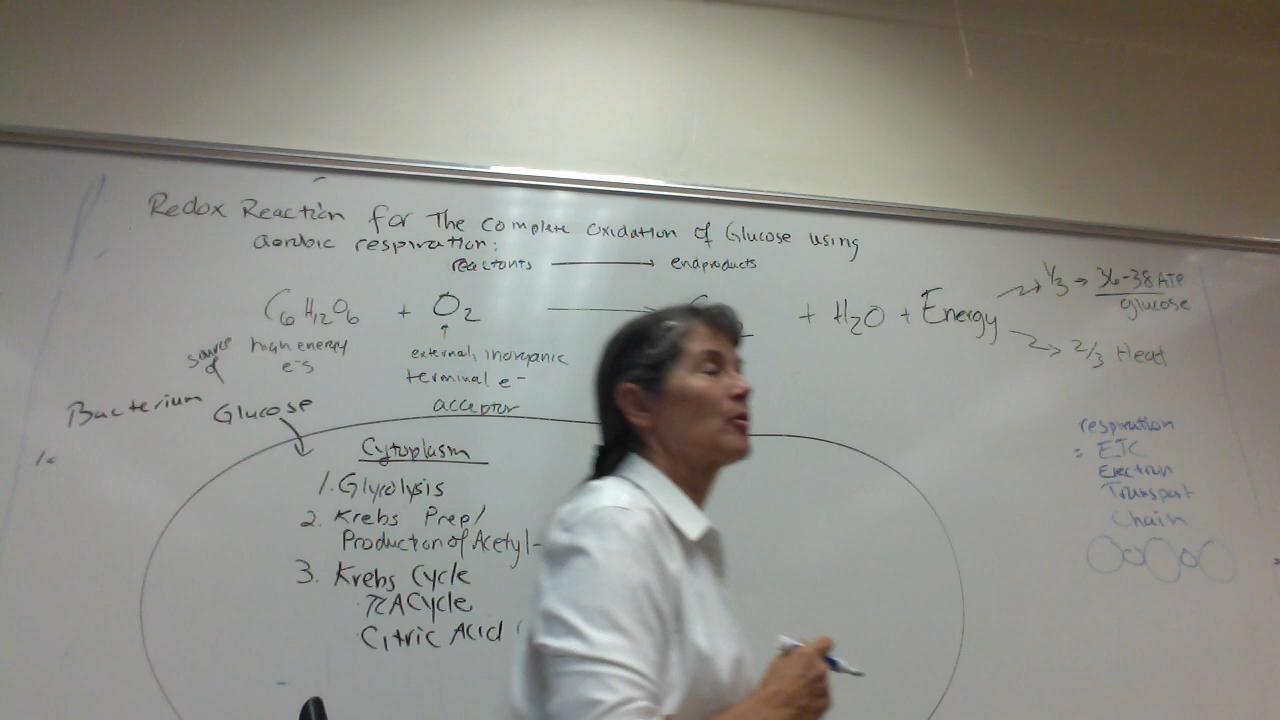 Redox Reaction for The Complete Oxidation of Glucose using
aerobic respiration:
reactants → endproducts
C6H12O6 + O2 → + H2O + Energy
1/3 → 36-38 ATP
glucose
2/3 Heat
source of
high energy
e-s
↑
external, inorganic
terminal e-
acceptor
Bacterium
Glucose
Cytoplasm
1. Glycolysis
2. Krebs Prep/
Production of Acetyl-
3. Krebs Cycle
TCA Cycle
Citric Acid
respiration
= ETC
Electron
Transport
Chain